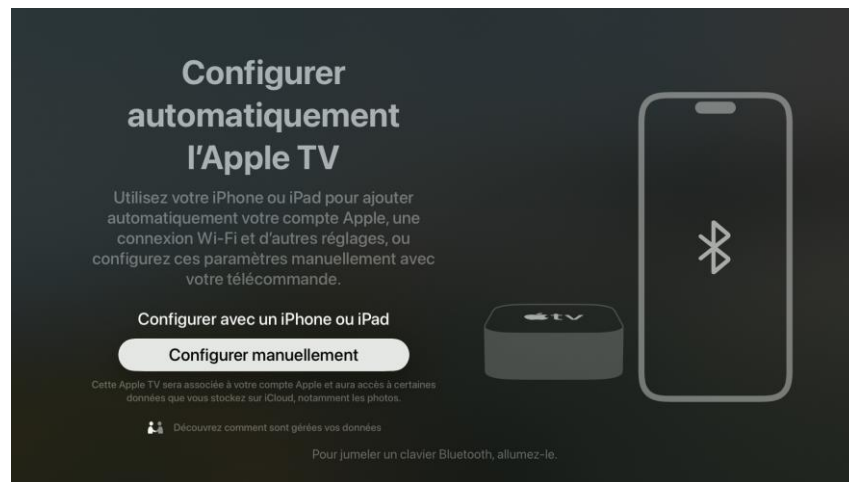 Configurer
automatiquement
l’Apple TV
Utilisez votre iPhone ou iPad pour ajouter
automatiquement votre compte Apple, une
connexion Wi-Fi et d’autres réglages, ou
configurez ces paramètres manuellement avec
votre télécommande.
Configurer avec un iPhone ou iPad
Configurer manuellement
Cette Apple TV sera associée à votre compte Apple et aura accès à certaines
données que vous stockez sur iCloud, notamment les photos.
Découvrez comment sont gérées vos données
Pour jumeler un clavier Bluetooth, allumez-le.
tv